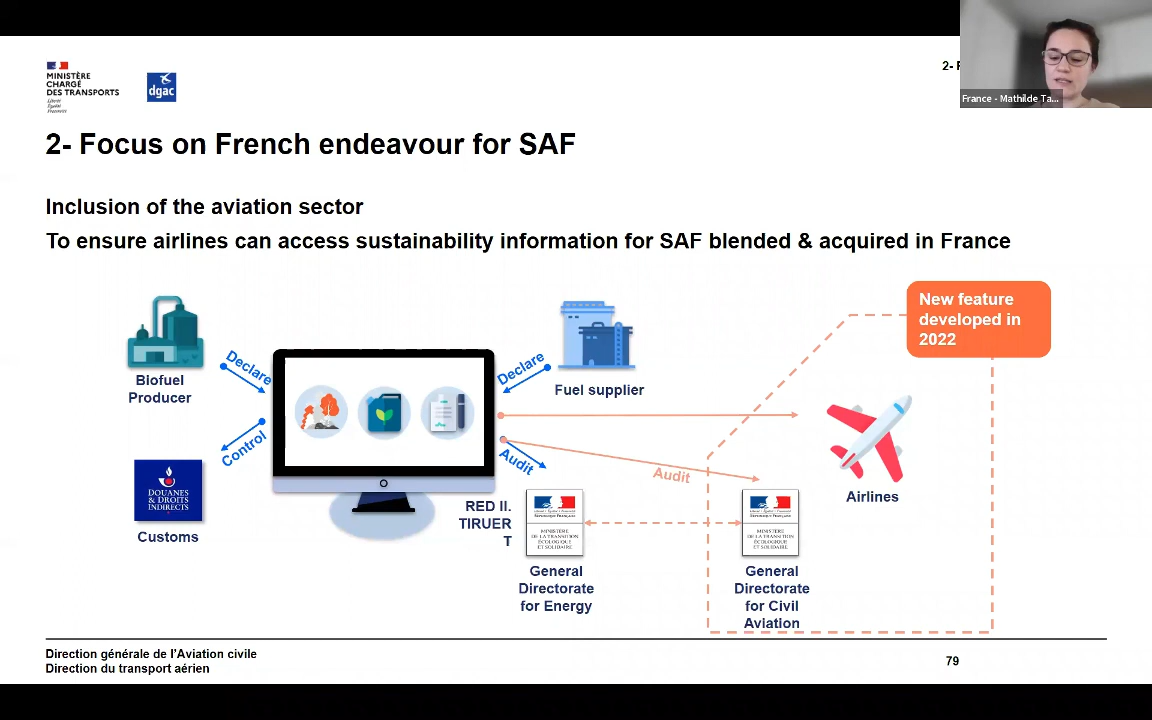 MINISTÈRE
CHARGÉ
DES TRANSPORTS
Liberté
Égalité
Fraternité
dgac
2-
France - Mathilde Ta...
2- Focus on French endeavour for SAF
Inclusion of the aviation sector
To ensure airlines can access sustainability information for SAF blended & acquired in France
New feature
developed in
2022
Declare
Declare
Biofuel
Producer
Fuel supplier
Control
Audit
Audit
DOUANES
& DROITS
INDIRECTS
Customs
RED II.
TIRUER
T
RÉPUBLIQUE FRANÇAISE
MINISTÈRE
DE LA TRANSITION
ÉCOLOGIQUE
ET SOLIDAIRE
RÉPUBLIQUE FRANÇAISE
MINISTÈRE
DE LA TRANSITION
ÉCOLOGIQUE
ET SOLIDAIRE
Airlines
General
Directorate
for Energy
General
Directorate
for Civil
Aviation
Direction générale de l'Aviation civile
Direction du transport aérien
79